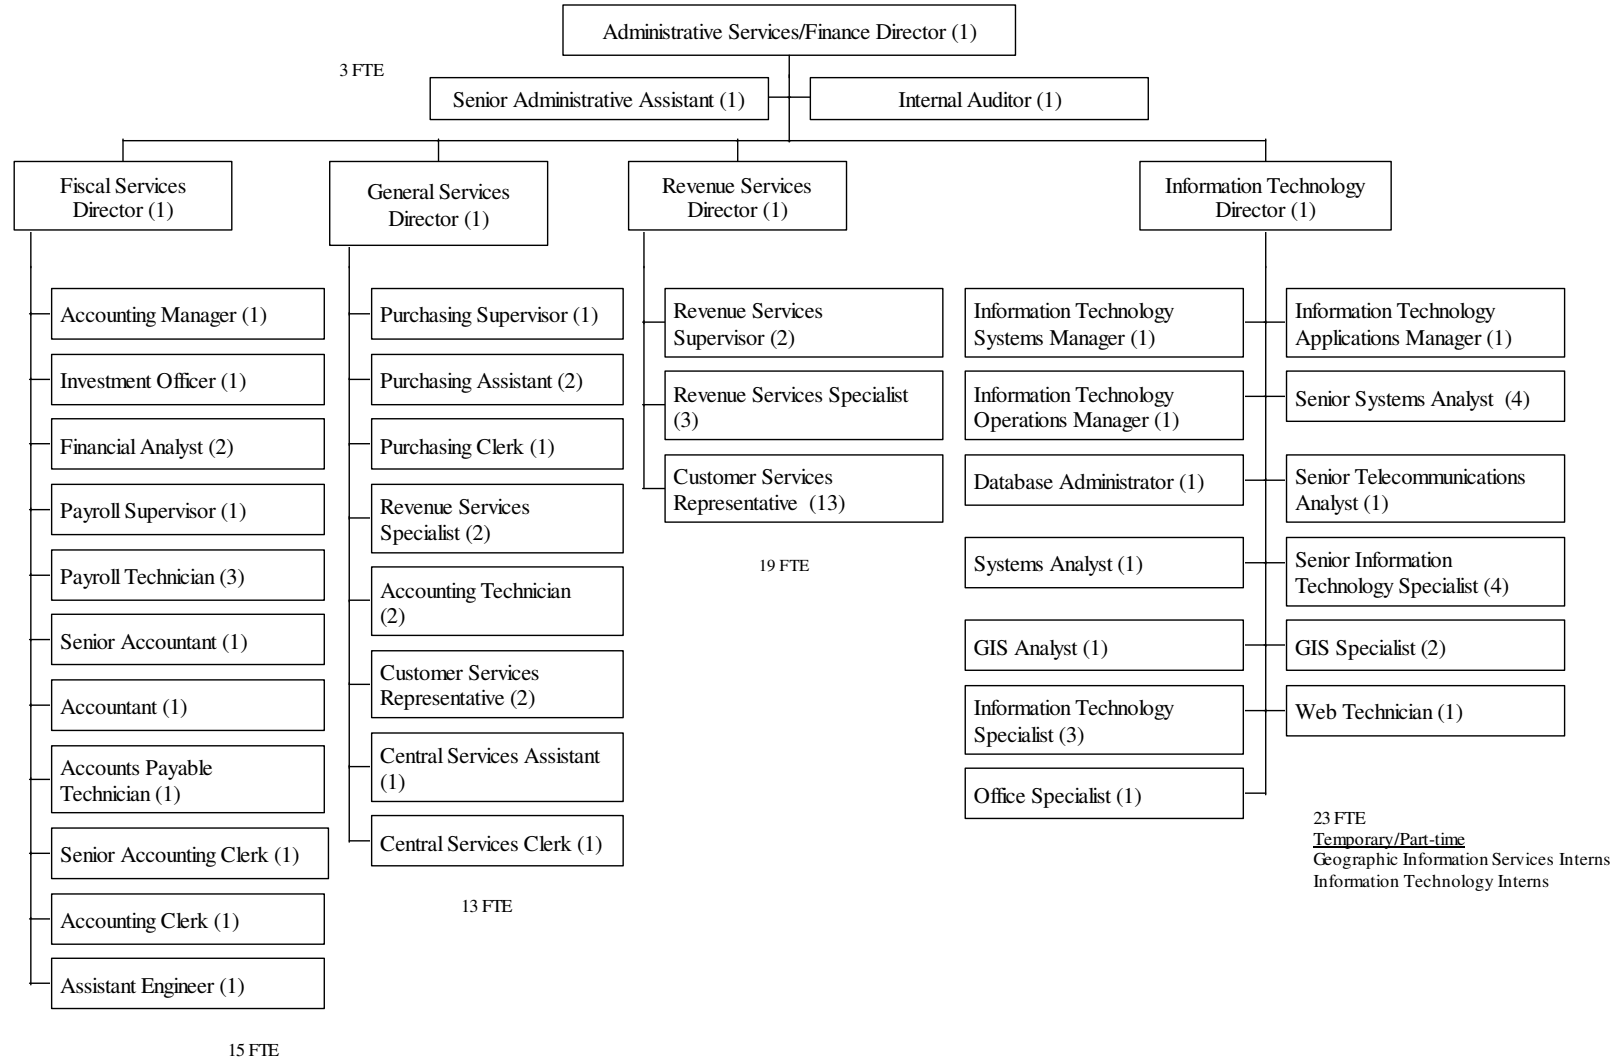 Administrative Services/Finance Director (1)
3 FTE
Senior Administrative Assistant (1)
Internal Auditor (1)
Fiscal Services
Director (1)
Accounting Manager (1)
Investment Officer (1)
Financial Analyst (2)
Payroll Supervisor (1)
Payroll Technician (3)
Senior Accountant (1)
Accountant (1)
Accounts Payable
Technician (1)
Senior Accounting Clerk (1)
Accounting Clerk (1)
Assistant Engineer (1)
15 FTE
General Services
Director (1)
Purchasing Supervisor (1)
Purchasing Assistant (2)
Purchasing Clerk (1)
Revenue Services
Specialist (2)
Accounting Technician
(2)
Customer Services
Representative (2)
Central Services Assistant
(1)
Central Services Clerk (1)
13 FTE
Revenue Services
Director (1)
Revenue Services
Supervisor (2)
Revenue Services Specialist
(3)
Customer Services
Representative (13)
19 FTE
Information Technology
Director (1)
Information Technology
Systems Manager (1)
Information Technology
Applications Manager (1)
Information Technology
Operations Manager (1)
Senior Systems Analyst (4)
Database Administrator (1)
Senior Telecommunications
Analyst (1)
Systems Analyst (1)
Senior Information
Technology Specialist (4)
GIS Analyst (1)
GIS Specialist (2)
Information Technology
Specialist (3)
Web Technician (1)
Office Specialist (1)
23 FTE
Temporary/Part-time
Geographic Information Services Interns
Information Technology Interns